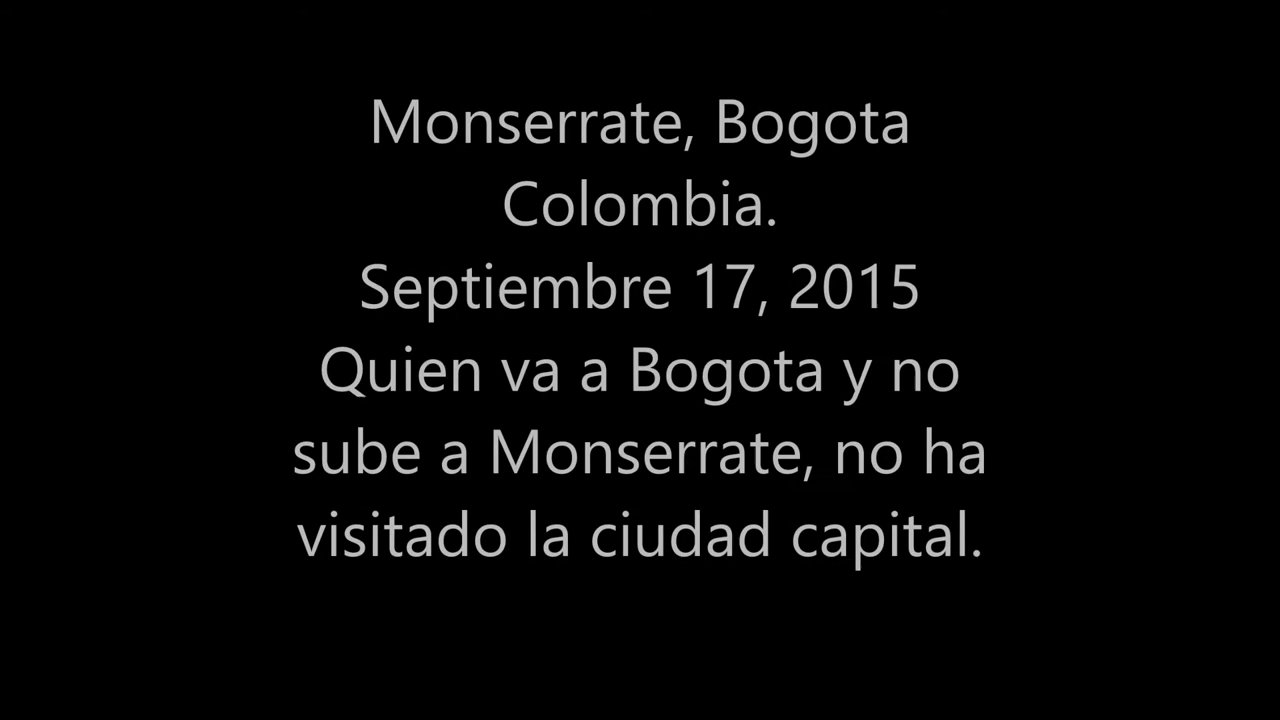 Monserrate, Bogota
Colombia.
Septiembre 17, 2015
Quien va a Bogota y no
sube a Monserrate, no ha
visitado la ciudad capital.